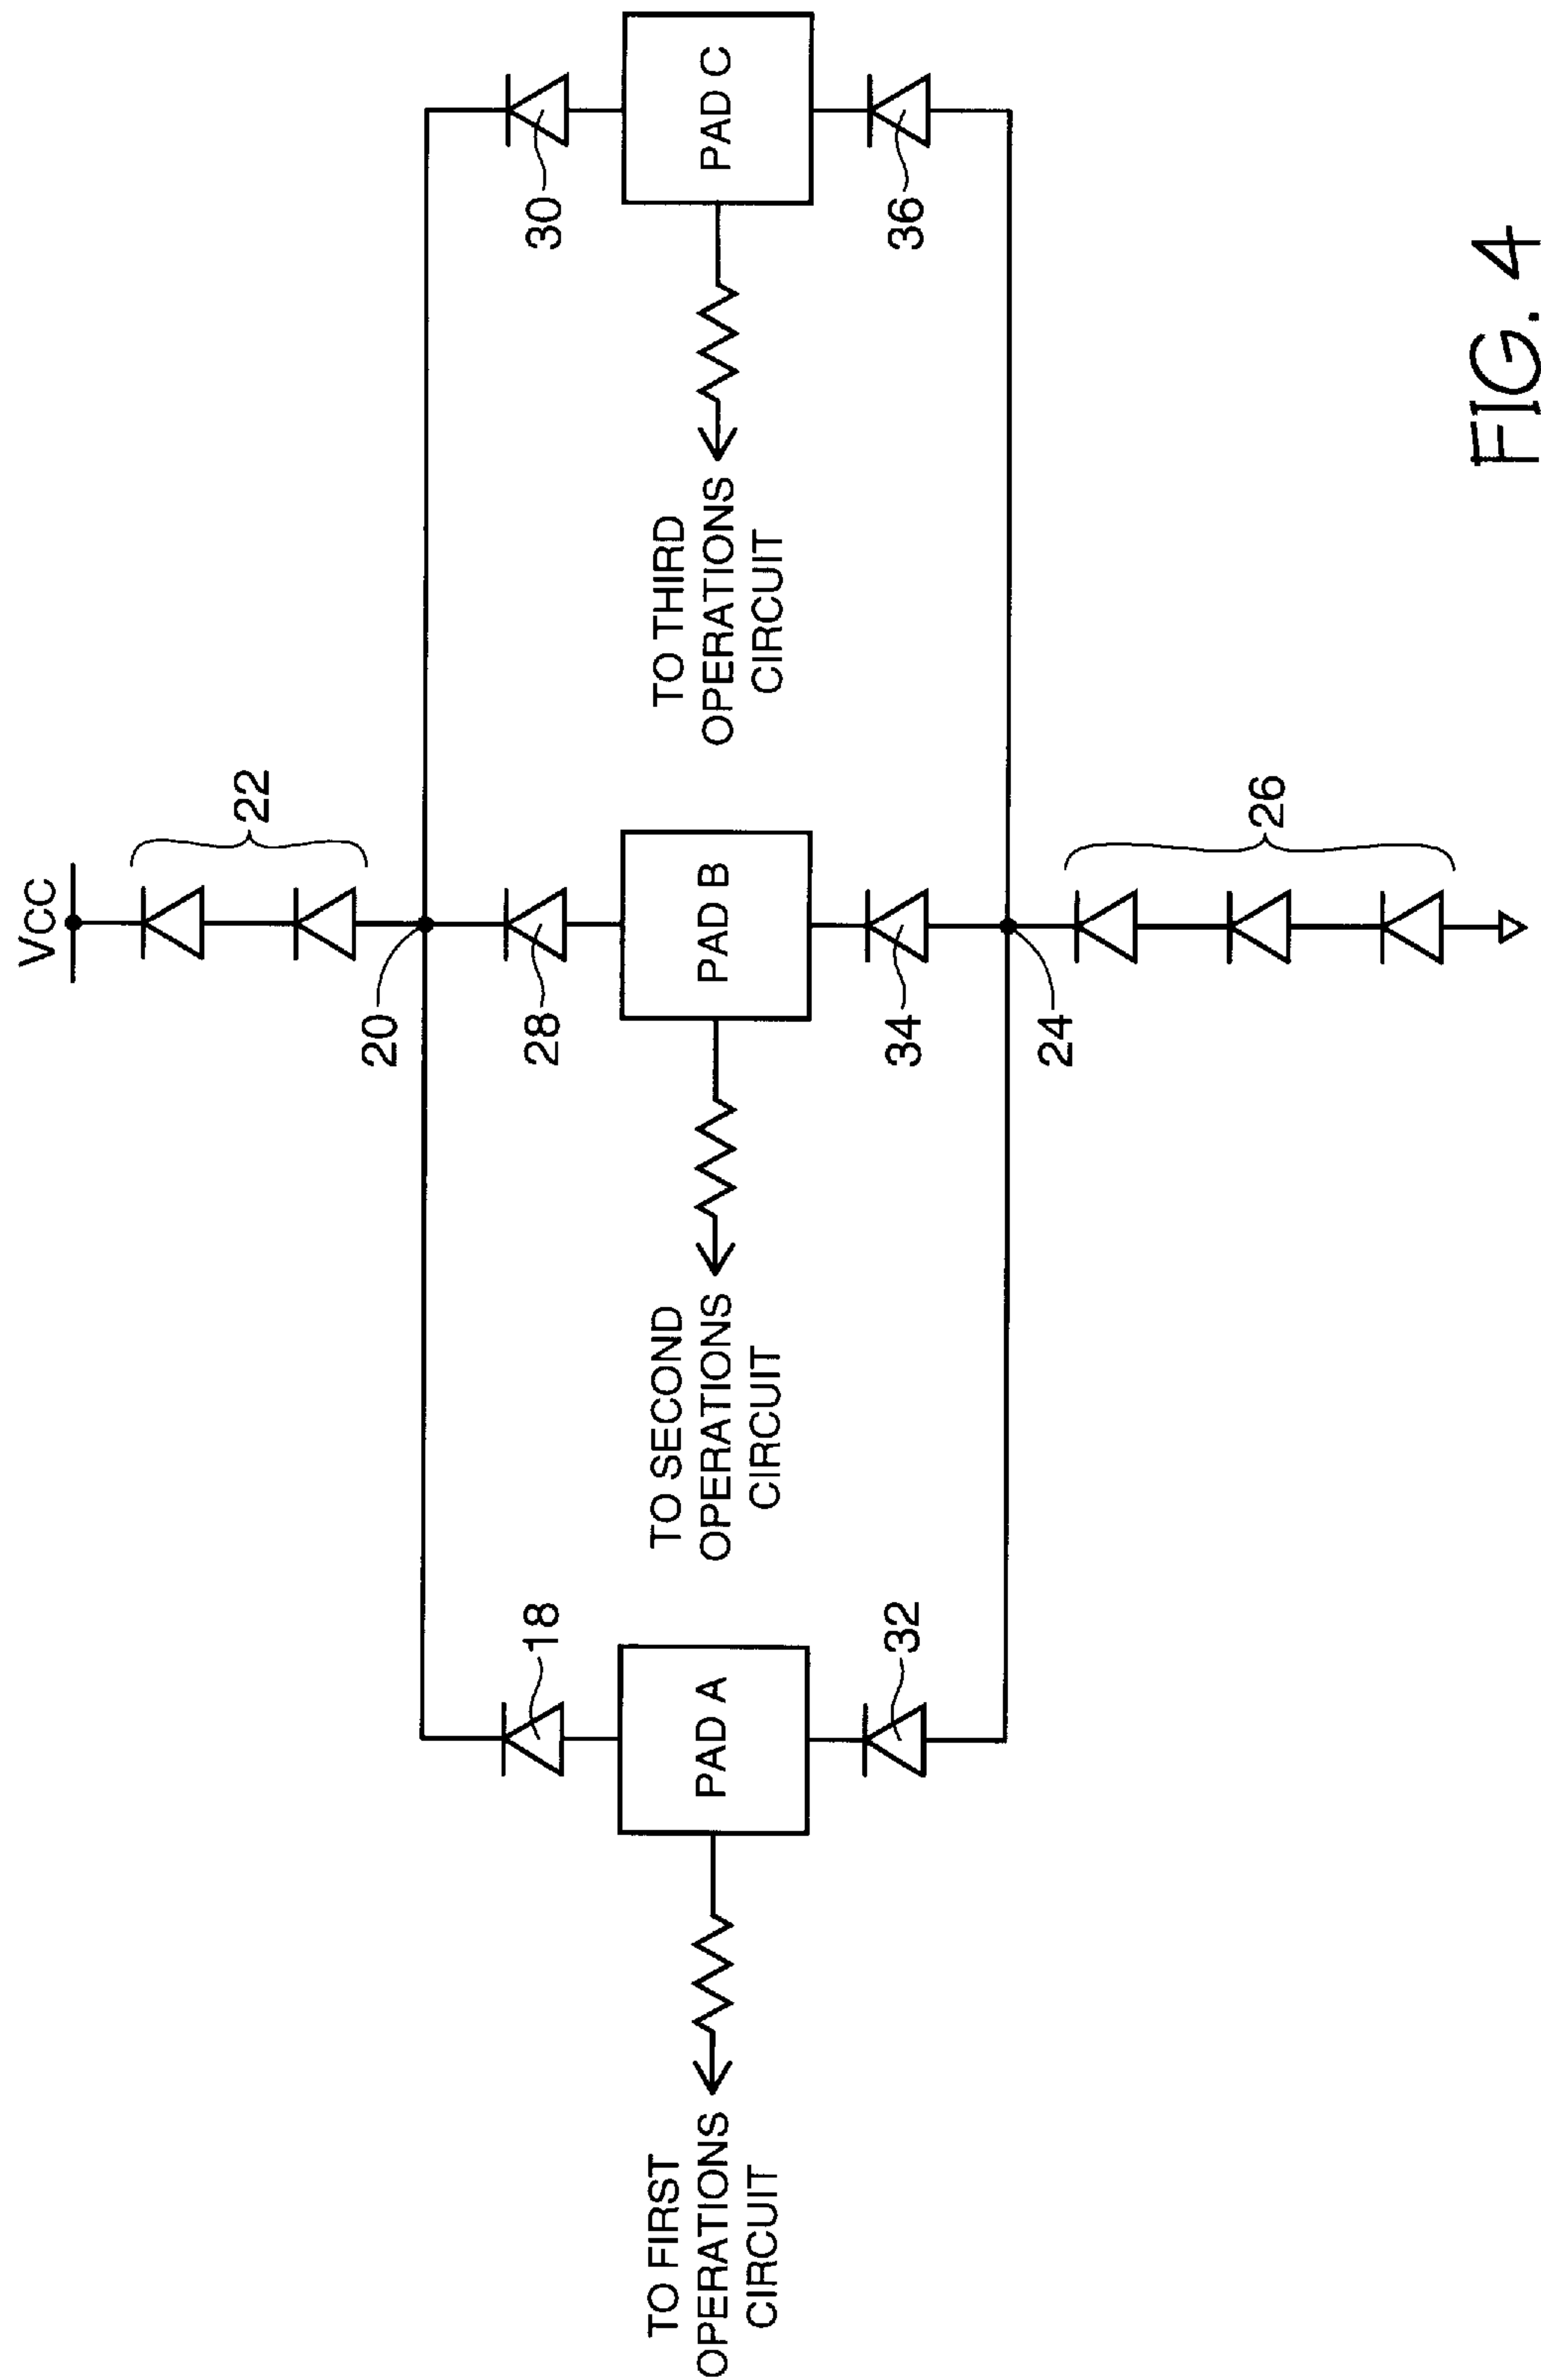 VCC
22
20
18
28
30
PAD A
PAD B
PAD C
TO FIRST
OPERATIONS
CIRCUIT
TO SECOND
OPERATIONS
CIRCUIT
TO THIRD
OPERATIONS
CIRCUIT
32
34
36
24
26
FIG. 4